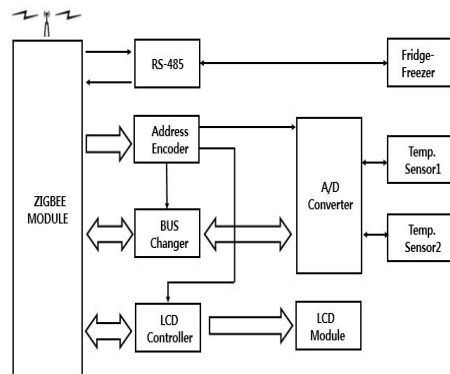 RS-485
Fridge-
Freezer
Address
Encoder
ZIGBEE
MODULE
A/D
Converter
Temp.
Sensor1
BUS
Changer
Temp.
Sensor2
LCD
Controller
LCD
Module